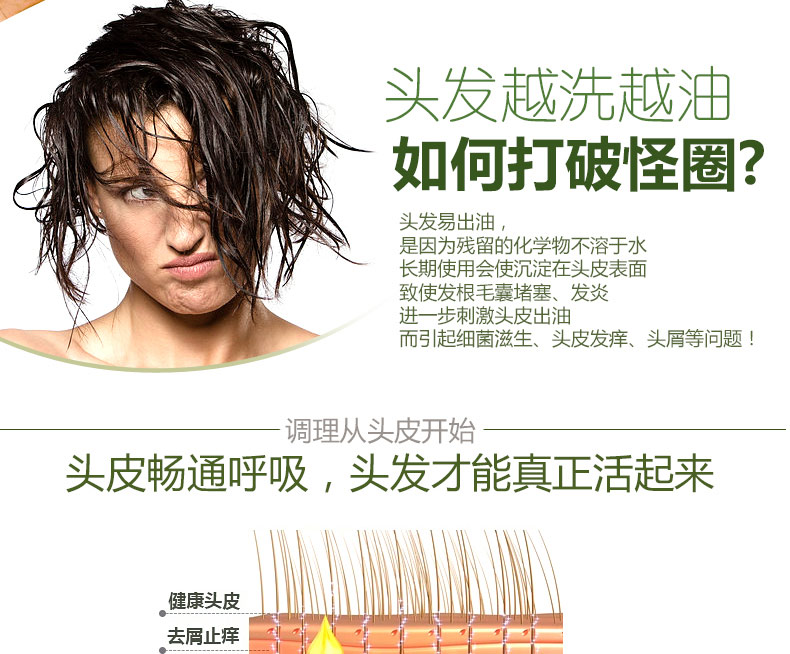 头发越洗越油
如何打破怪圈?
头发易出油，
是因为残留的化学物不溶于水
长期使用会使沉淀在头皮表面
致使发根毛囊堵塞、发炎
进一步刺激头皮出油
而引起细菌滋生、头皮发痒、头屑等问题！
调理从头皮开始
头皮畅通呼吸，头发才能真正活起来
健康头皮
去屑止痒